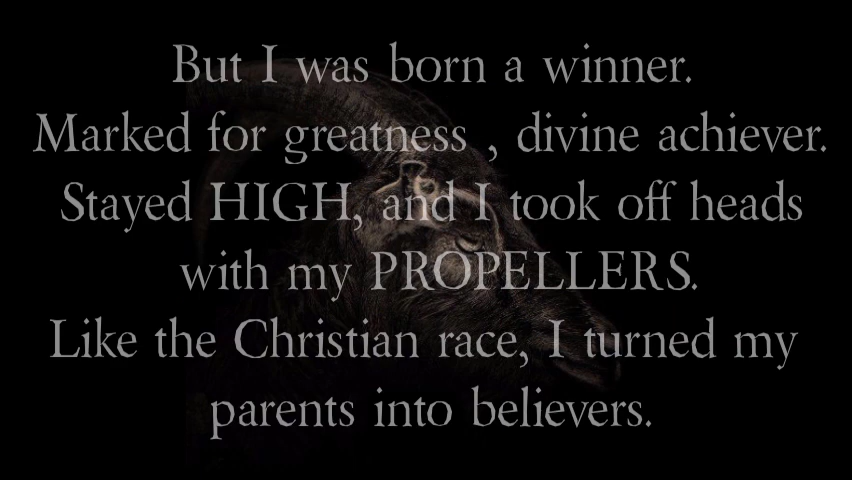 But I was born a winner.
Marked for greatness , divine achiever.
Stayed HIGH, and I took off heads
with my PROPELLERS.
Like the Christian race, I turned my
parents into believers.